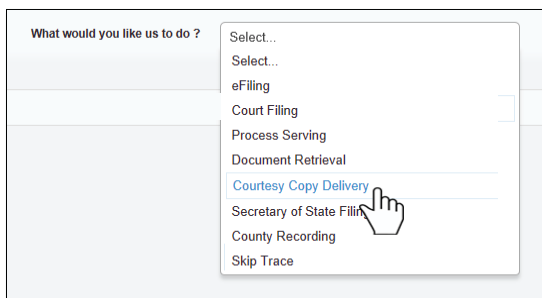 What would you like us to do ? Select...
Select...
eFiling
Court Filing
Process Serving
Document Retrieval
Courtesy Copy Delivery
Secretary of State Filin
County Recording
Skip Trace